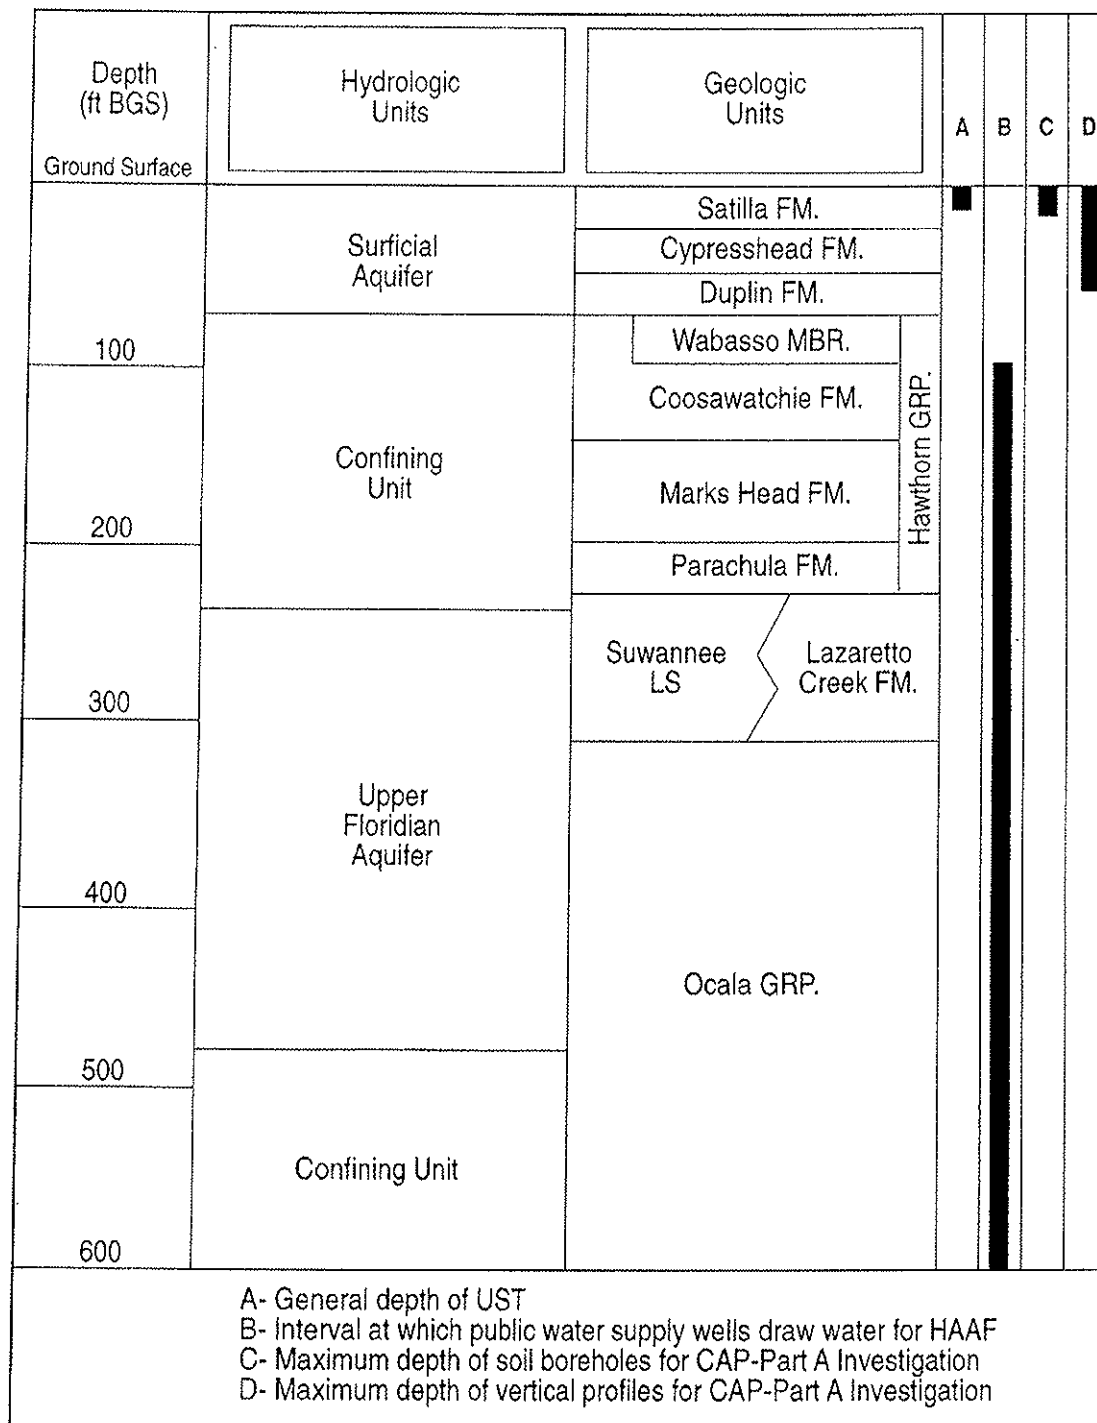 Depth
(ft BGS)
Ground Surface
Hydrologic
Units
Geologic
Units
A
B
C
D
Surficial
Aquifer
Satilla FM.
Cypresshead FM.
Duplin FM.
100
Confining
Unit
Wabasso MBR.
Coosawatchie FM.
Marks Head FM.
Parachula FM.
Hawthorn GRP.
200
Suwannee
LS
Lazaretto
Creek FM.
300
Upper
Floridian
Aquifer
400
Ocala GRP.
500
Confining Unit
600
A- General depth of UST
B- Interval at which public water supply wells draw water for HAAF
C- Maximum depth of soil boreholes for CAP-Part A Investigation
D- Maximum depth of vertical profiles for CAP-Part A Investigation